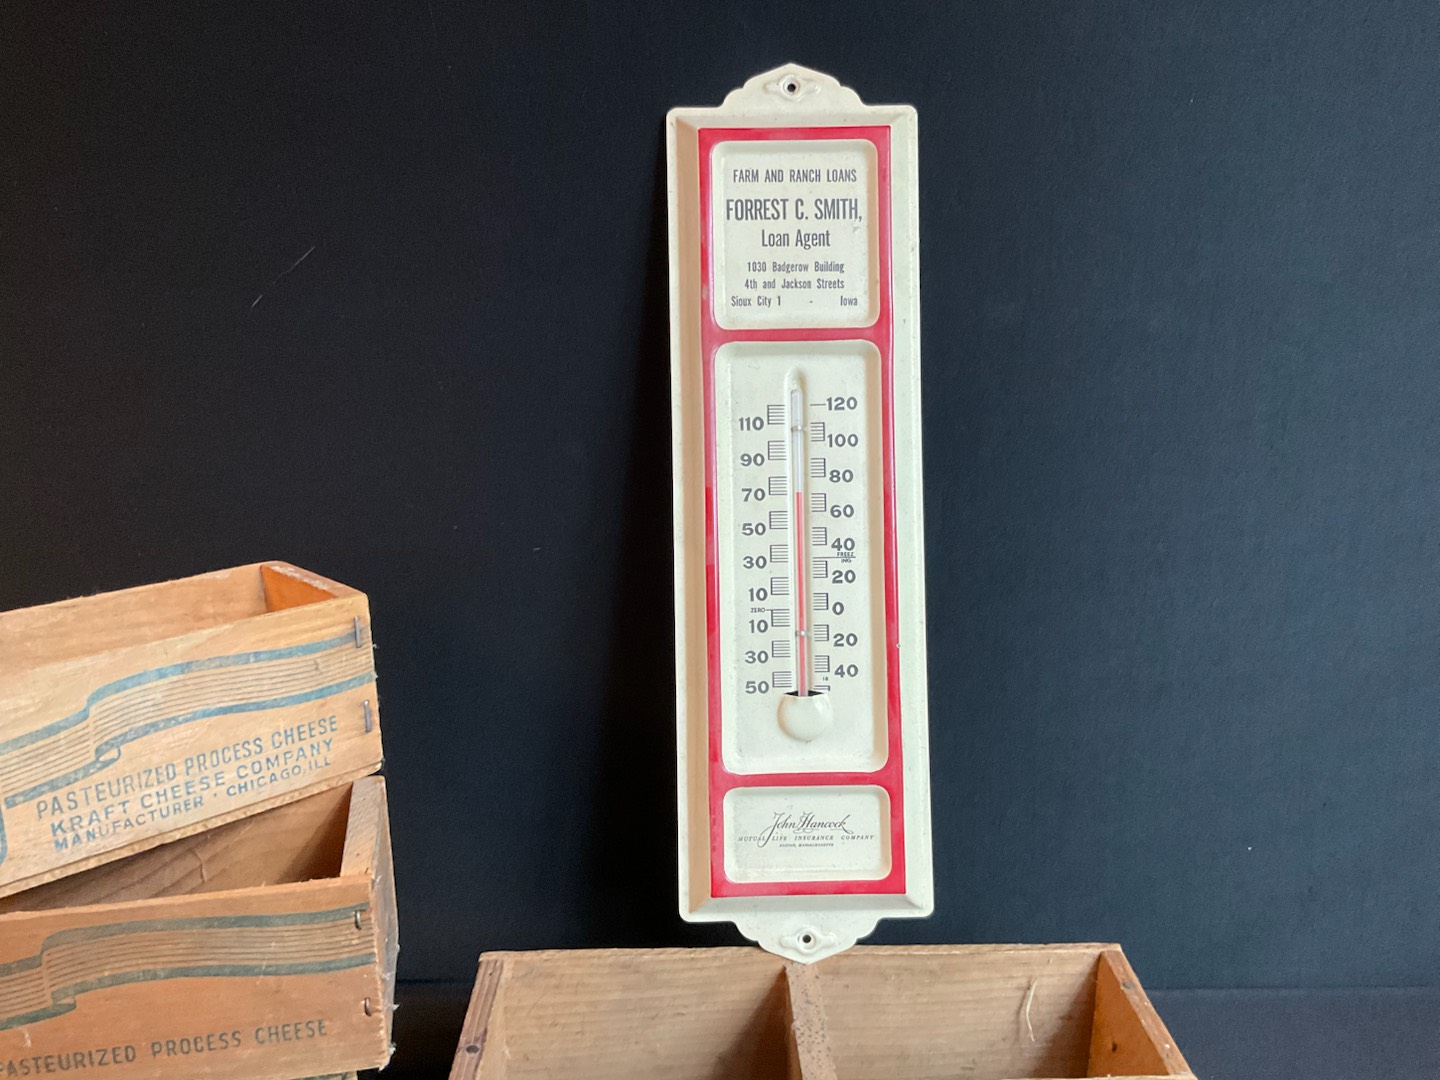 FARM AND RANCH LOANS
FORREST C. SMITH,
Loan Agent
1030 Badgerow Building
4th and Jackson Streets
Sioux City 1 - Iowa
120
110
100
90
80
70
60
50
40
30
FREEZ
ING
20
10
ZERO
0
10
20
30
40
50
John Hancock
MUTUAL LIFE INSURANCE COMPANY
BOSTON, MASSACHUSETTS
PASTEURIZED PROCESS CHEESE
KRAFT CHEESE COMPANY
MANUFACTURER · CHICAGO, ILL
PASTEURIZED PROCESS CHEESE